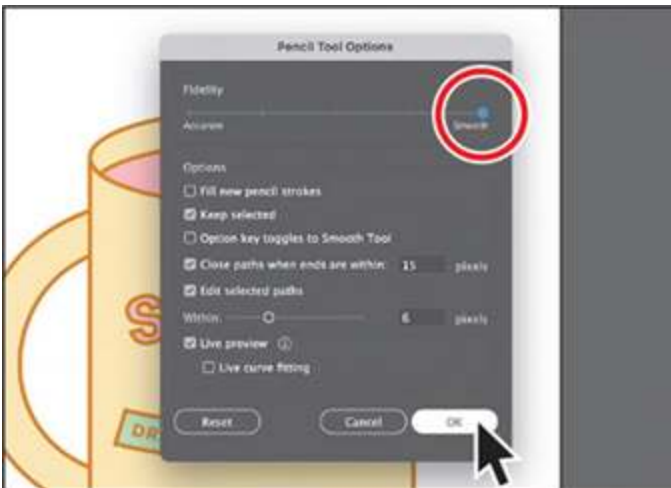 Pencil Tool Options
Fidelity
Accurate Smooth
Options
Fill new pencil strokes
Keep selected
Option key toggles to Smooth Tool
Close paths when ends are within: 15 pixels
Edit selected paths
Within: 6 pixels
Live preview
Live curve fitting
S
DR
Reset Cancel OK